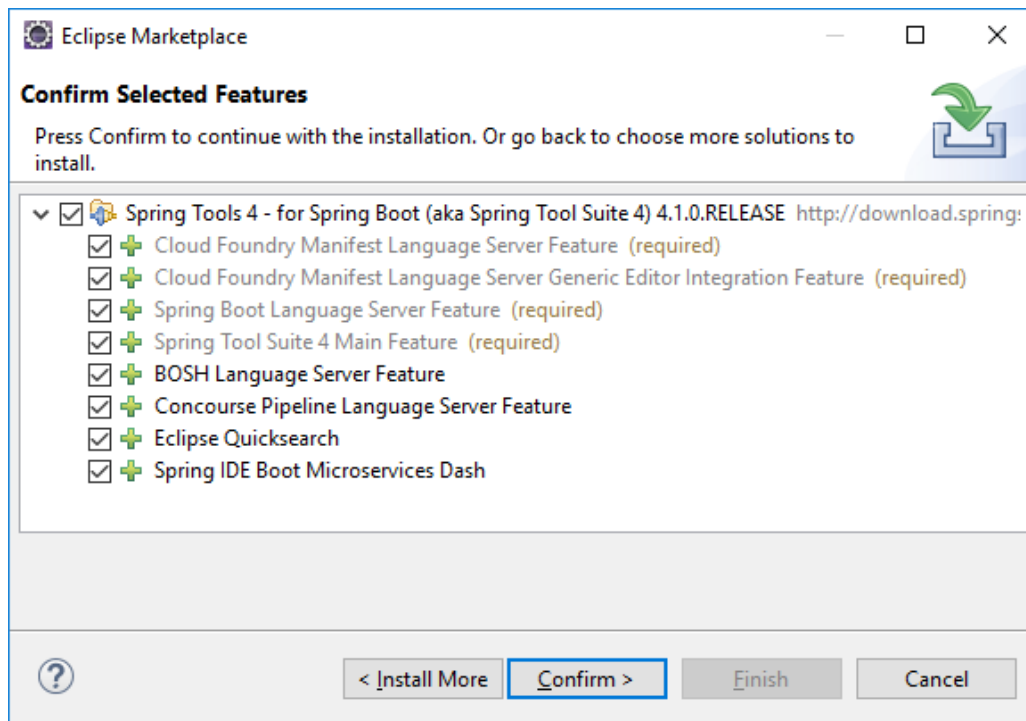 Eclipse Marketplace
Confirm Selected Features
Press Confirm to continue with the installation. Or go back to choose more solutions to
install.
Spring Tools 4 - for Spring Boot (aka Spring Tool Suite 4) 4.1.0.RELEASE http://download.springs
Cloud Foundry Manifest Language Server Feature (required)
Cloud Foundry Manifest Language Server Generic Editor Integration Feature (required)
Spring Boot Language Server Feature (required)
Spring Tool Suite 4 Main Feature (required)
BOSH Language Server Feature
Concourse Pipeline Language Server Feature
Eclipse Quicksearch
Spring IDE Boot Microservices Dash
? < Install More Confirm > Finish Cancel